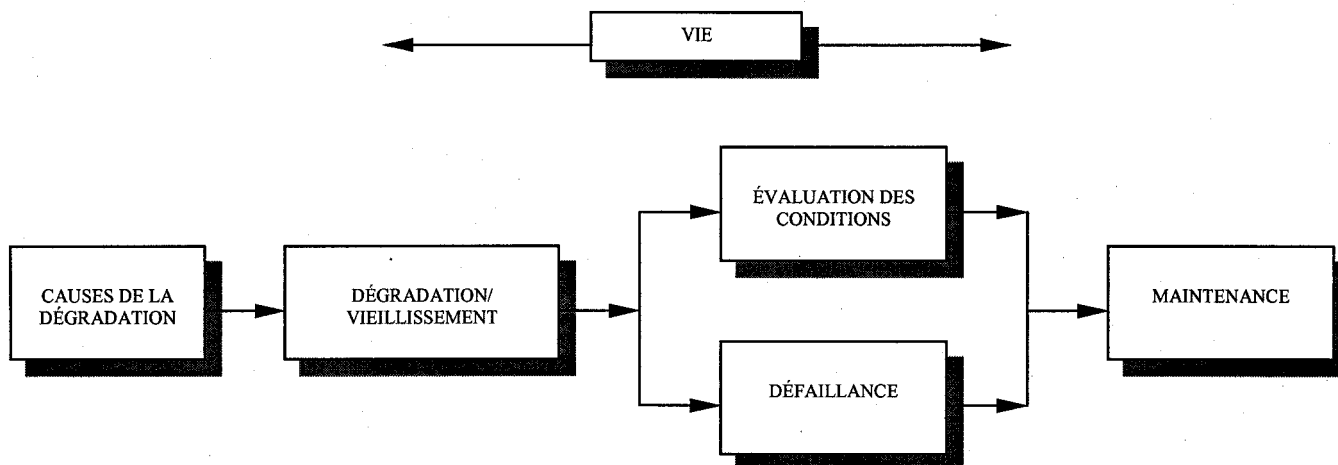 VIE
CAUSES DE LA
DÉGRADATION
DÉGRADATION/
VIEILLISSEMENT
ÉVALUATION DES
CONDITIONS
DÉFAILLANCE
MAINTENANCE